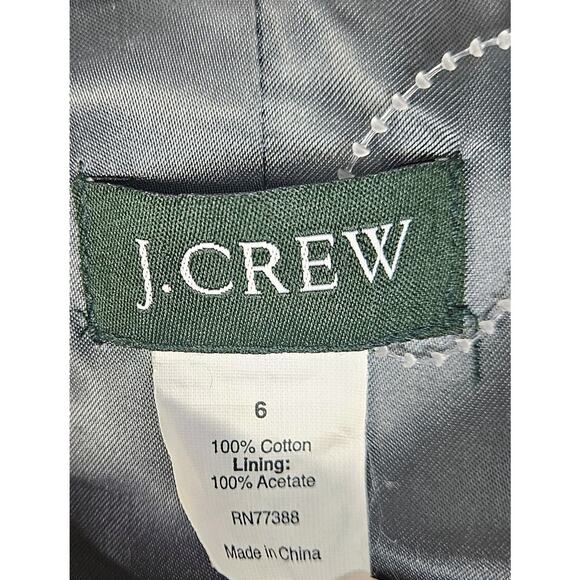 J.CREW
6
100% Cotton
Lining:
100% Acetate
RN77388
Made in China